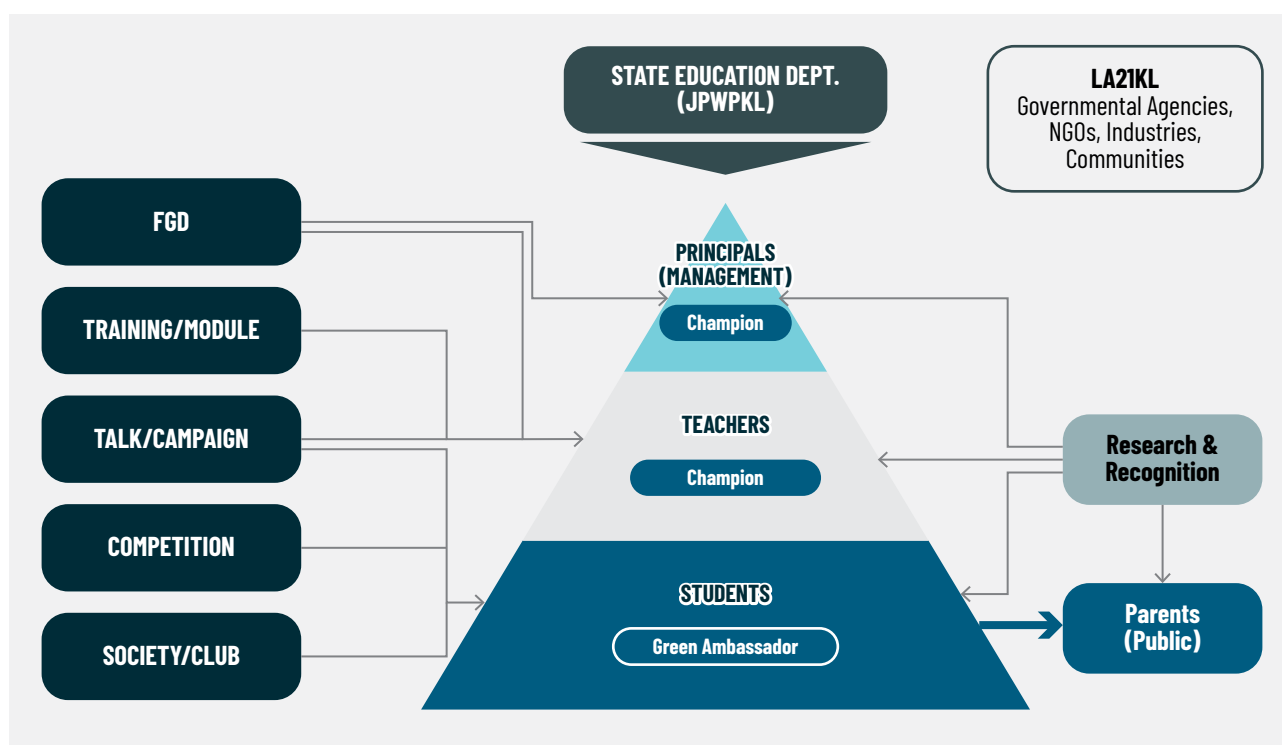 STATE EDUCATION DEPT.
(JPWPKL)
LA21KL
Governmental Agencies,
NGOs, Industries,
Communities
FGD
TRAINING/MODULE
TALK/CAMPAIGN
COMPETITION
SOCIETY/CLUB
PRINCIPALS
(MANAGEMENT)
Champion
TEACHERS
Champion
STUDENTS
Green Ambassador
Research &
Recognition
Parents
(Public)